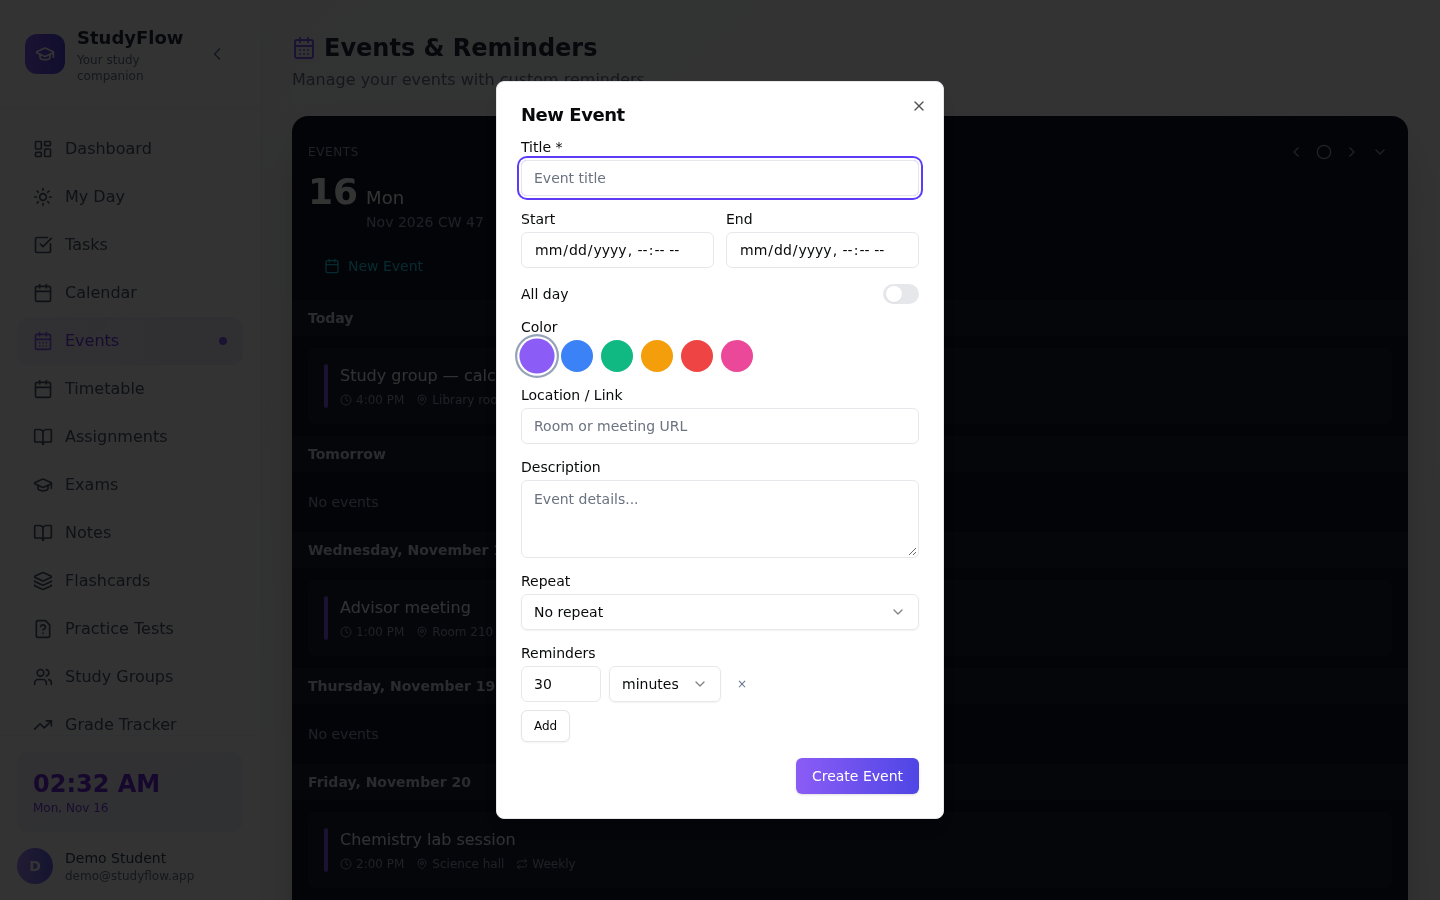 StudyFlow
Your study
companion
Dashboard
My Day
Tasks
Calendar
Events
Timetable
Assignments
Exams
Notes
Flashcards
Practice Tests
Study Groups
Grade Tracker
02:32 AM
Mon, Nov 16
D
Demo Student
demo@studyflow.app
Events & Reminders
Manage your events with custom reminders
EVENTS
16 Mon
Nov 2026 CW 47
New Event
Today
Study group — calc
4:00 PM Library
Tomorrow
No events
Wednesday, November
Advisor meeting
1:00 PM Room 210
Thursday, November 19
No events
Friday, November 20
Chemistry lab session
2:00 PM Science hall Weekly
New Event
Title *
Event title
Start End
mm/dd/yyyy, --:-- -- mm/dd/yyyy, --:-- --
All day
Color
Location / Link
Room or meeting URL
Description
Event details...
Repeat
No repeat
Reminders
30 minutes ×
Add
Create Event